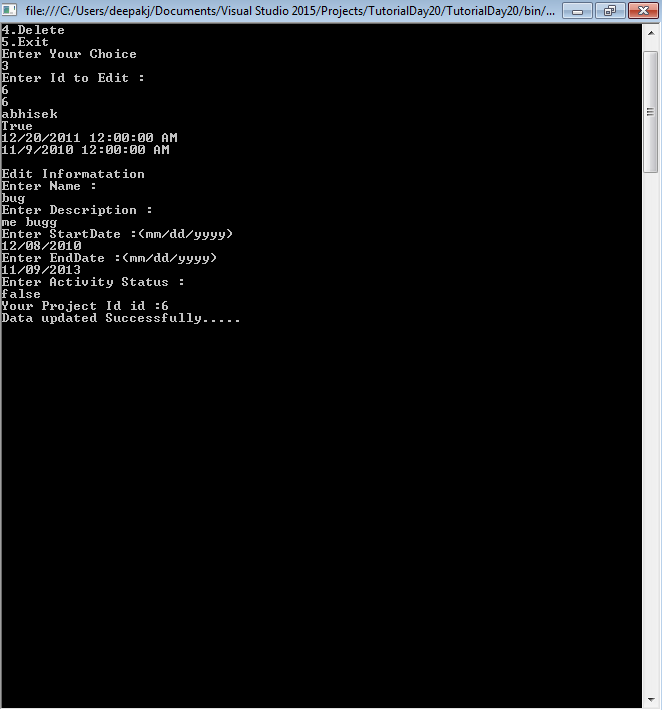 file:///C:/Users/deepakj/Documents/Visual Studio 2015/Projects/TutorialDay20/TutorialDay20/bin/...
4.Delete
5.Exit
Enter Your Choice
3
Enter Id to Edit :
6
6
abhisek
True
12/20/2011 12:00:00 AM
11/9/2010 12:00:00 AM
Edit Informatation
Enter Name :
bug
Enter Description :
me bugg
Enter StartDate :(mm/dd/yyyy)
12/08/2010
Enter EndDate :(mm/dd/yyyy)
11/09/2013
Enter Activity Status :
false
Your Project Id id :6
Data updated Successfully.....